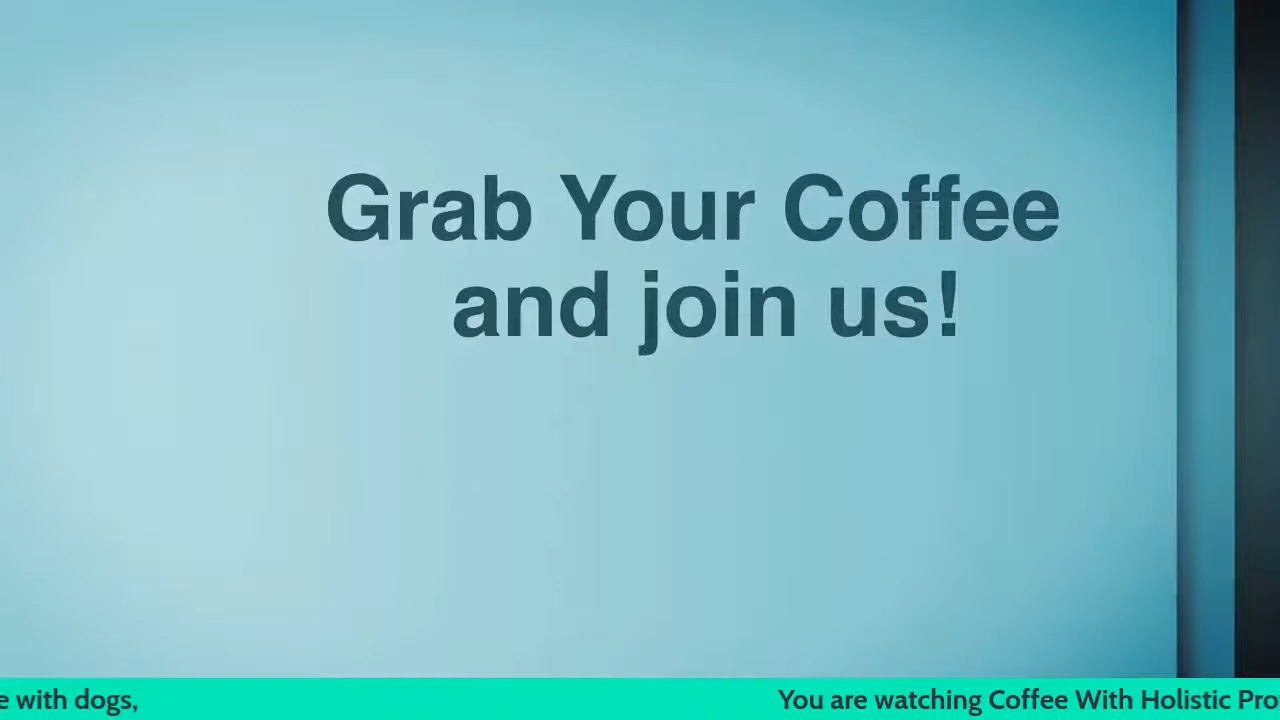 Grab Your Coffee
and join us!
with dogs,
You are watching Coffee With Holistic